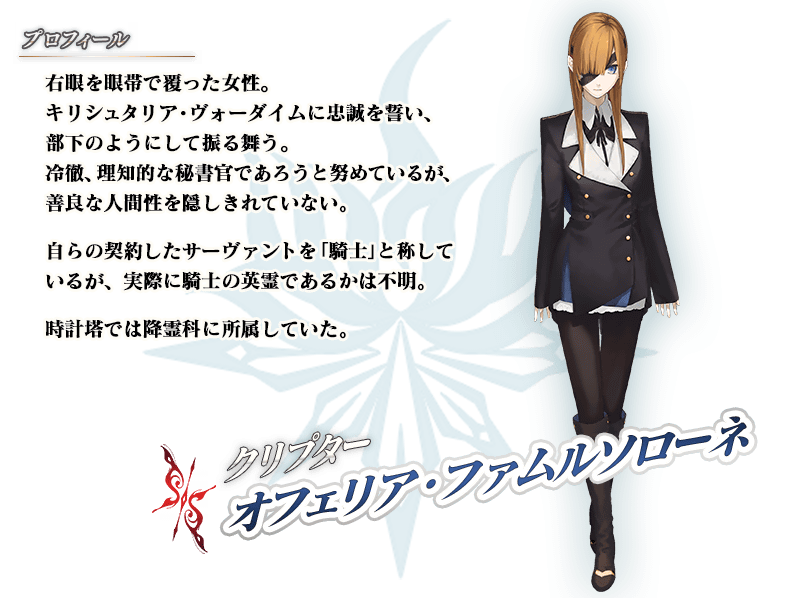 プロフィール
右眼を眼帯で覆った女性。
キリシュタリア・ヴォーダイムに忠誠を誓い、
部下のようにして振る舞う。
冷徹、理知的な秘書官であろうと努めているが、
善良な人間性を隠しきれていない。
自らの契約したサーヴァントを「騎士」と称して
いるが、実際に騎士の英霊であるかは不明。
時計塔では降霊科に所属していた。
クリプター
オフェリア・ファムルソローネ